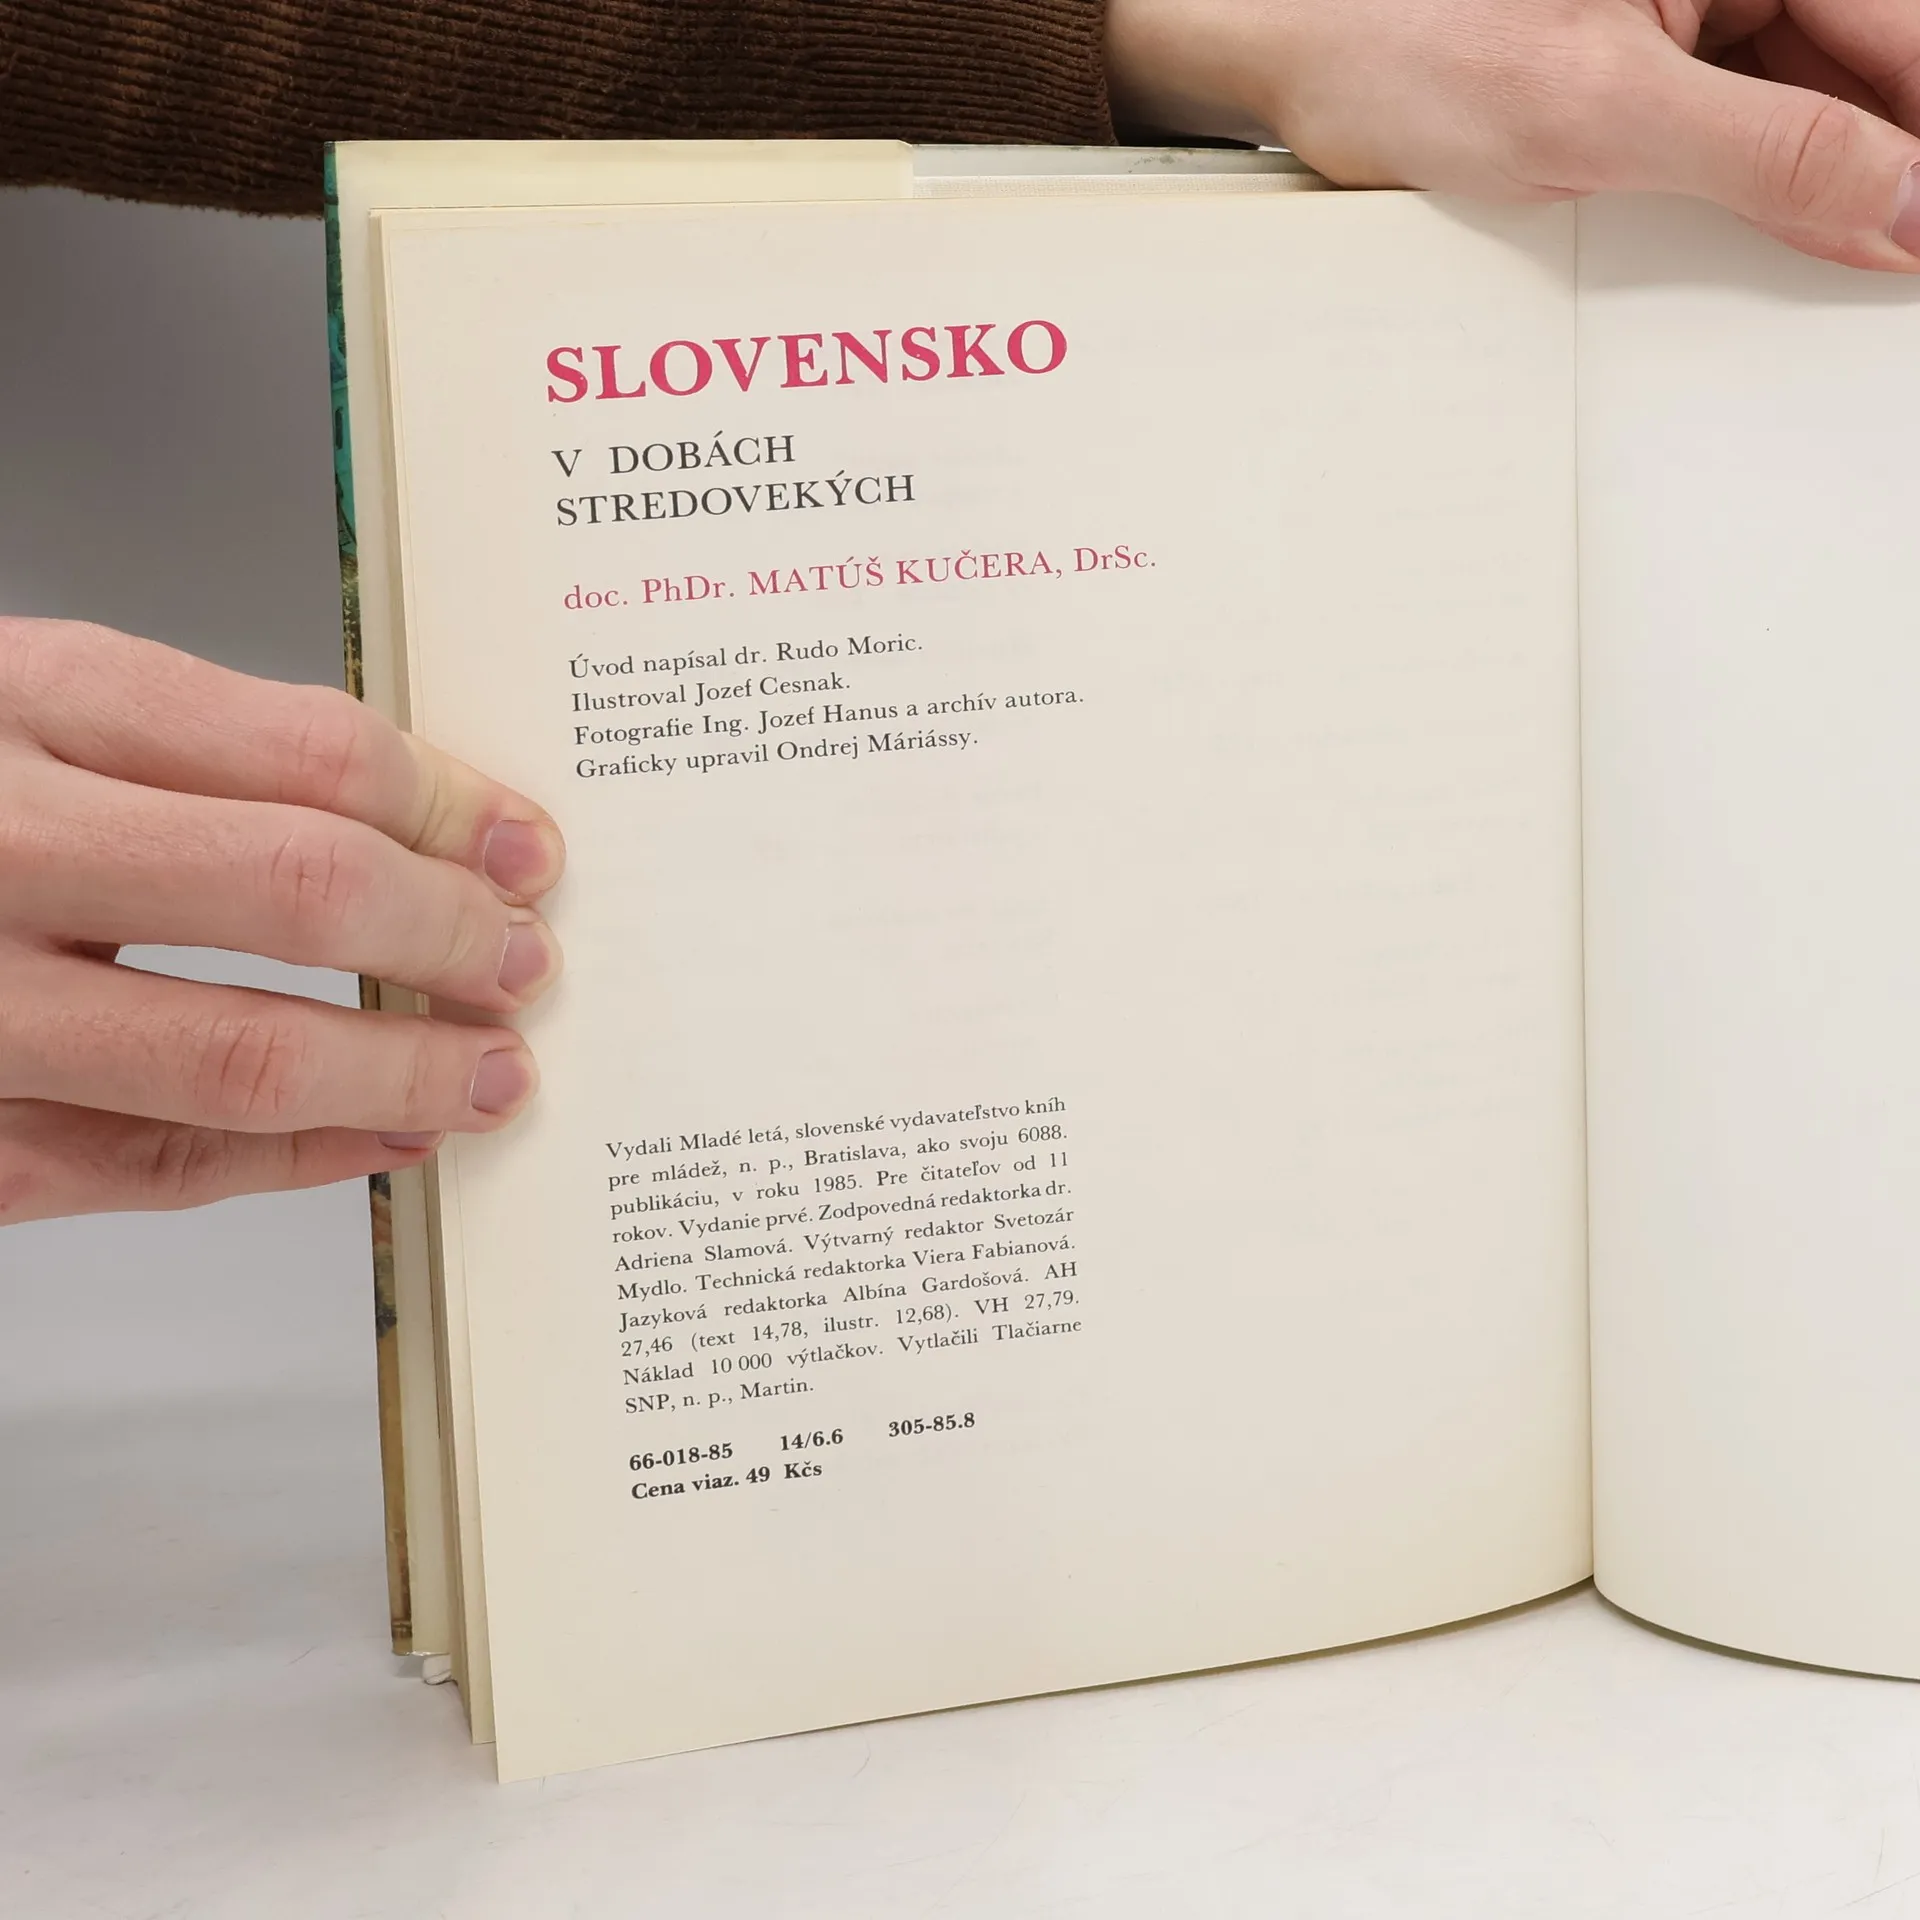 SLOVENSKO
V DOBÁCH
STREDOVEKÝCH
doc. PhDr. MATÚŠ KUČERA, DrSc.
Úvod napísal dr. Rudo Moric.
Ilustroval Jozef Cesnak.
Fotografie Ing. Jozef Hanus a archív autora.
Graficky upravil Ondrej Máriássy.
Vydali Mladé letá, slovenské vydavateľstvo kníh
pre mládež, n. p., Bratislava, ako svoju 6088.
publikáciu, v roku 1985. Pre čitateľov od 11
rokov. Vydanie prvé. Zodpovedná redaktorka dr.
Adriena Slamová. Výtvarný redaktor Svetozár
Mydlo. Technická redaktorka Viera Fabianová.
Jazyková redaktorka Albína Gardošová. AH
27,46 (text 14,78, ilustr. 12,68). VH 27,79.
Náklad 10 000 výtlačkov. Vytlačili Tlačiarne
SNP, n. p., Martin.
66-018-85 14/6.6 305-85.8
Cena viaz. 49 Kčs